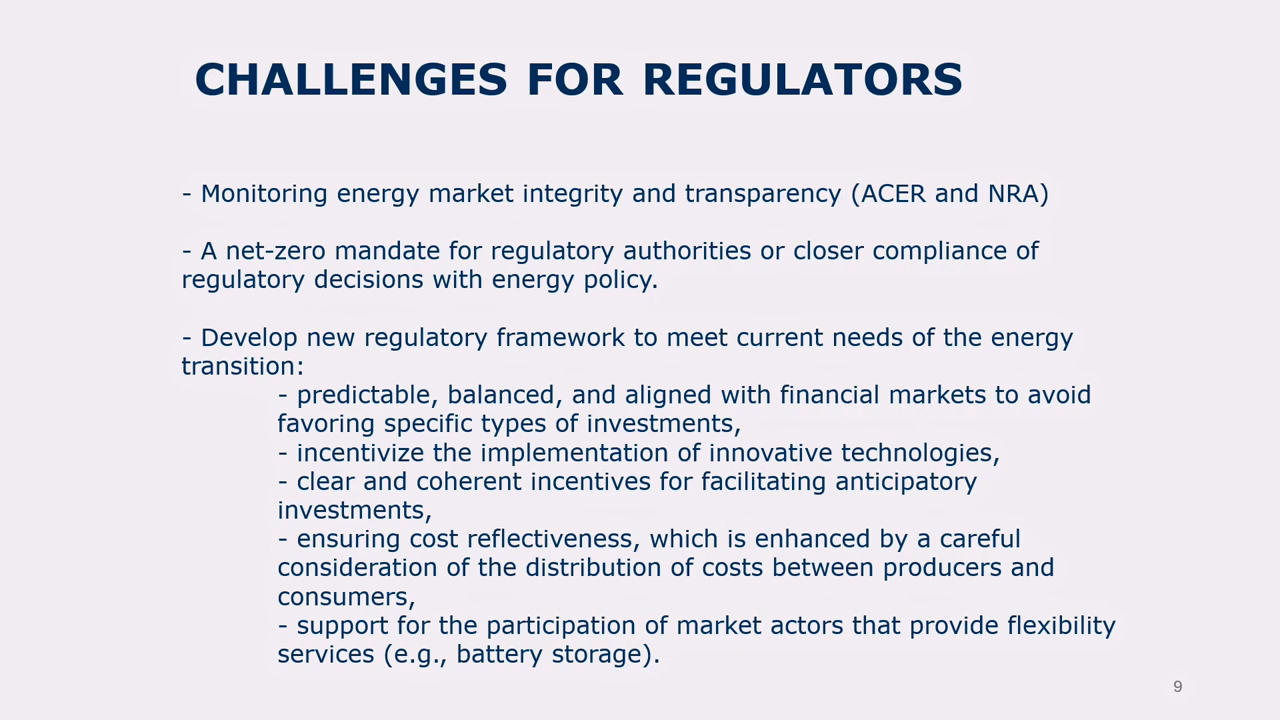 CHALLENGES FOR REGULATORS
- Monitoring energy market integrity and transparency (ACER and NRA)
- A net-zero mandate for regulatory authorities or closer compliance of
regulatory decisions with energy policy.
- Develop new regulatory framework to meet current needs of the energy
transition:
- predictable, balanced, and aligned with financial markets to avoid
favoring specific types of investments,
- incentivize the implementation of innovative technologies,
- clear and coherent incentives for facilitating anticipatory
investments,
- ensuring cost reflectiveness, which is enhanced by a careful
consideration of the distribution of costs between producers and
consumers,
- support for the participation of market actors that provide flexibility
services (e.g., battery storage).
9